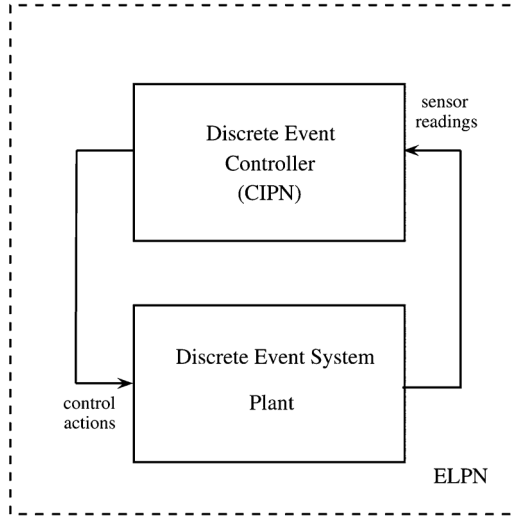 sensor
readings
Discrete Event
Controller
(CIPN)
Discrete Event System
Plant
control
actions
ELPN